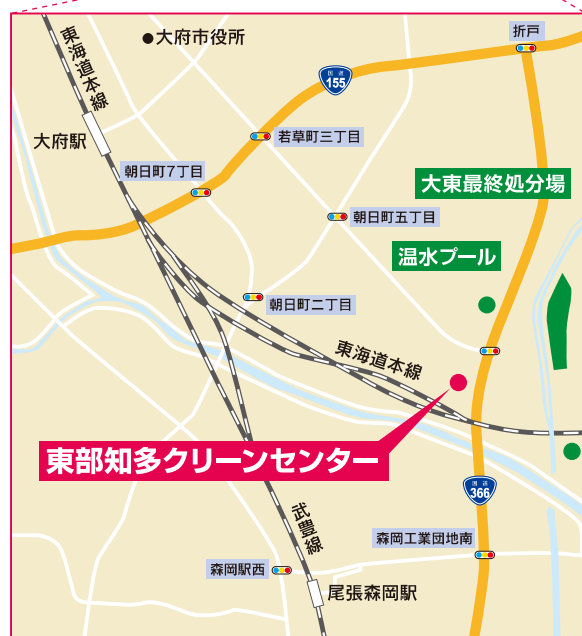 折戸
東海道本線
大府市役所
国道
155
大府駅
若草町三丁目
朝日町7丁目
大東最終処分場
朝日町五丁目
温水プール
朝日町二丁目
東海道本線
東部知多クリーンセンター
国道
366
武豊線
森岡工業団地南
森岡駅西
尾張森岡駅